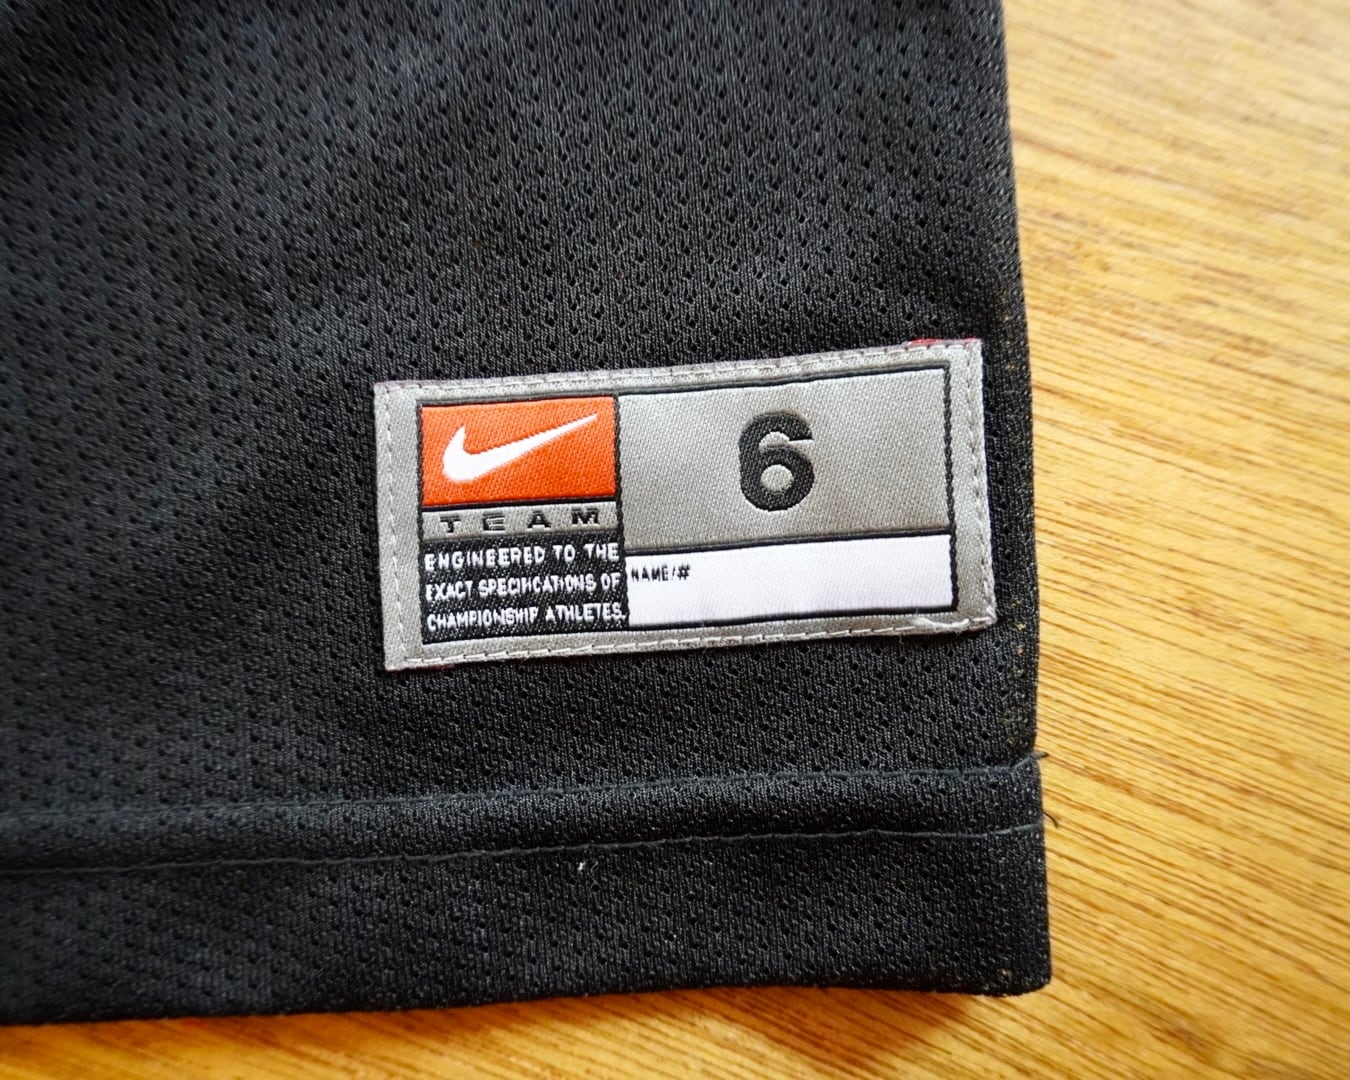 TEAM
ENGINEERED TO THE
EXACT SPECIFICATIONS OF
CHAMPIONSHIP ATHLETES.
6
NAME/#